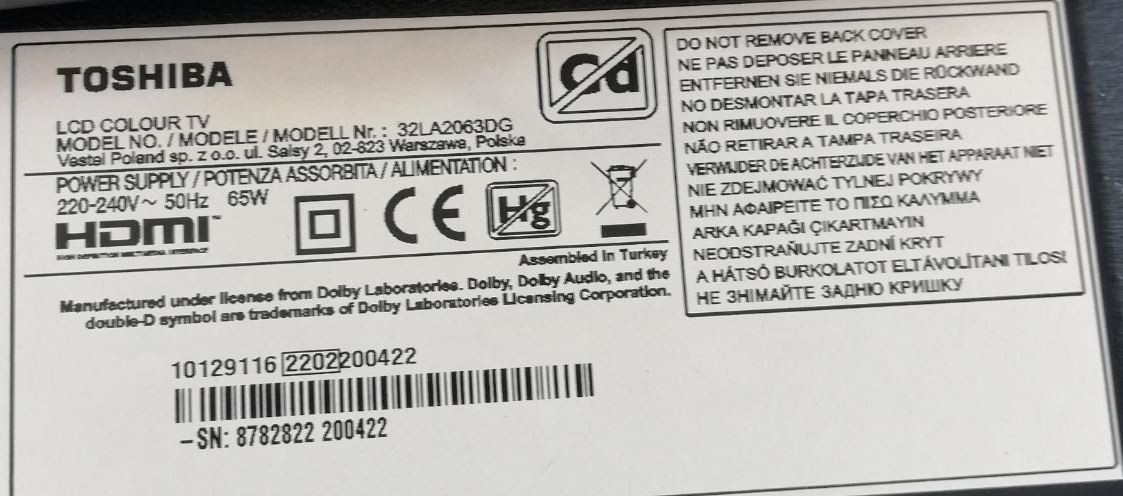 TOSHIBA
Cd
LCD COLOUR TV
MODEL NO. / MODELE / MODELL Nr. : 32LA2063DG
Vestel Poland sp. z o.o. ul. Salsy 2, 02-823 Warszawa, Polska
POWER SUPPLY / POTENZA ASSORBITA / ALIMENTATION :
220-240V~ 50Hz 65W
HDMI™
HIGH DEFINITION MULTIMEDIA INTERFACE
CE
Hg
Assembled in Turkey
Manufactured under license from Dolby Laboratories. Dolby, Dolby Audio, and the
double-D symbol are trademarks of Dolby Laboratories Licensing Corporation.
DO NOT REMOVE BACK COVER
NE PAS DEPOSER LE PANNEAU ARRIERE
ENTFERNEN SIE NIEMALS DIE RÜCKWAND
NO DESMONTAR LA TAPA TRASERA
NON RIMUOVERE IL COPERCHIO POSTERIORE
NÃO RETIRAR A TAMPA TRASEIRA
VERWIJDER DE ACHTERZIJDE VAN HET APPARAAT NIET
NIE ZDEJMOWAĆ TYLNEJ POKRYWY
ΜΗΝ ΑΦΑΙΡΕΙΤΕ ΤΟ ΠΙΣΩ ΚΑΛΥΜΜΑ
ARKA KAPAĞI ÇIKARTMAYIN
NEODSTRAŇUJTE ZADNÍ KRYT
A HÁTSÓ BURKOLATOT ELTÁVOLÍTANI TILOS!
НЕ ЗНІМАЙТЕ ЗАДНЮ КРИШКУ
10129116 2202200422
-SN: 8782822 200422